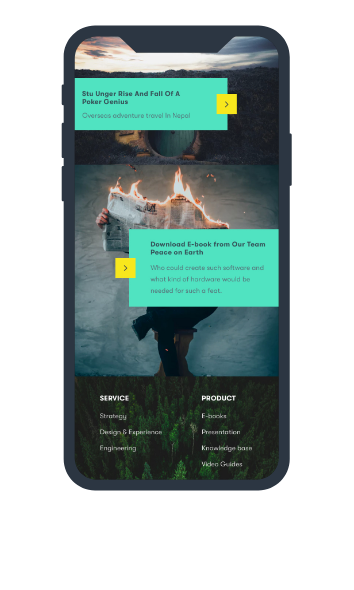 Stu Unger Rise And Fall Of A
Poker Genius
Overseas adventure travel In Nepal
Download E-book from Our Team
Peace on Earth
Who could create such software and
what kind of hardware would be
needed for such a feat.
SERVICE
PRODUCT
Strategy
E-books
Design & Experience
Presentation
Engineering
Knowledge base
Video Guides